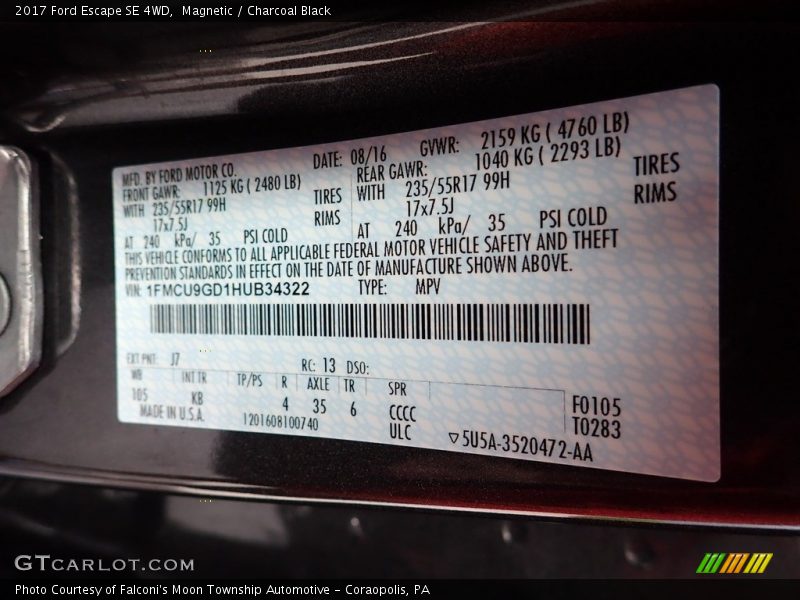 2017 Ford Escape SE 4WD,  Magnetic / Charcoal Black
MFD. BY FORD MOTOR CO.
DATE: 08/16 GVWR: 2159 KG ( 4760 LB)
FRONT GAWR: 1125 KG ( 2480 LB) REAR GAWR: 1040 KG ( 2293 LB)
WITH 235/55R17 99H TIRES WITH 235/55R17 99H TIRES
17x7.5J RIMS 17x7.5J RIMS
AT 240 kPa/ 35 PSI COLD AT 240 kPa/ 35 PSI COLD
THIS VEHICLE CONFORMS TO ALL APPLICABLE FEDERAL MOTOR VEHICLE SAFETY AND THEFT
PREVENTION STANDARDS IN EFFECT ON THE DATE OF MANUFACTURE SHOWN ABOVE.
VIN: 1FMCU9GD1HUB34322 TYPE: MPV
EXT PNT: J7 RC: 13 DSO:
WB INT TR TP/PS R AXLE TR SPR
105 KB 4 35 6 CCCC F0105
MADE IN U.S.A. 1201608100740 ULC T0283
▽5U5A-3520472-AA
GTCARLOT.COM
Photo Courtesy of Falconi's Moon Township Automotive - Coraopolis, PA